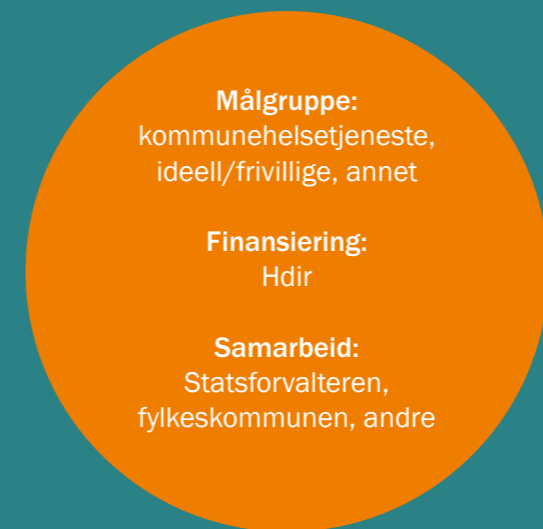 Målgruppe:
kommunehelsetjeneste,
ideell/frivillige, annet
Finansiering:
Hdir
Samarbeid:
Statsforvalteren,
fylkeskommunen, andre